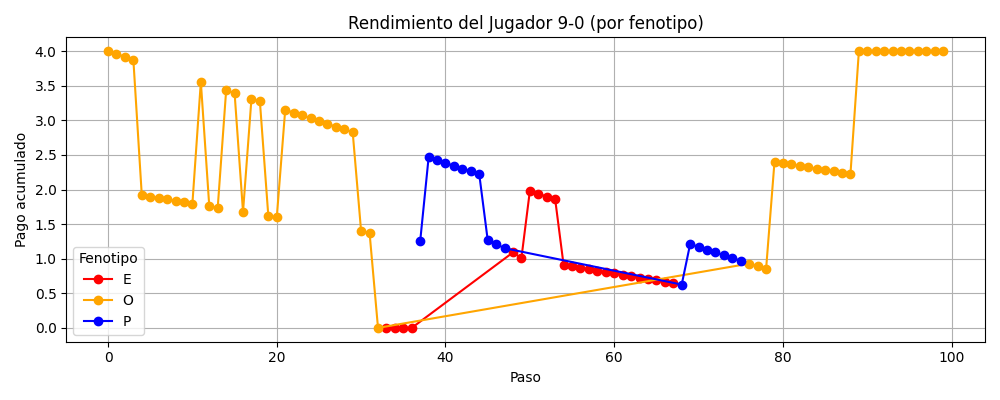 Rendimiento del Jugador 9-0 (por fenotipo)
Pago acumulado
4.0
3.5
3.0
2.5
2.0
1.5
1.0
0.5
0.0
Fenotipo
E
O
P
0 20 40 60 80 100
Paso